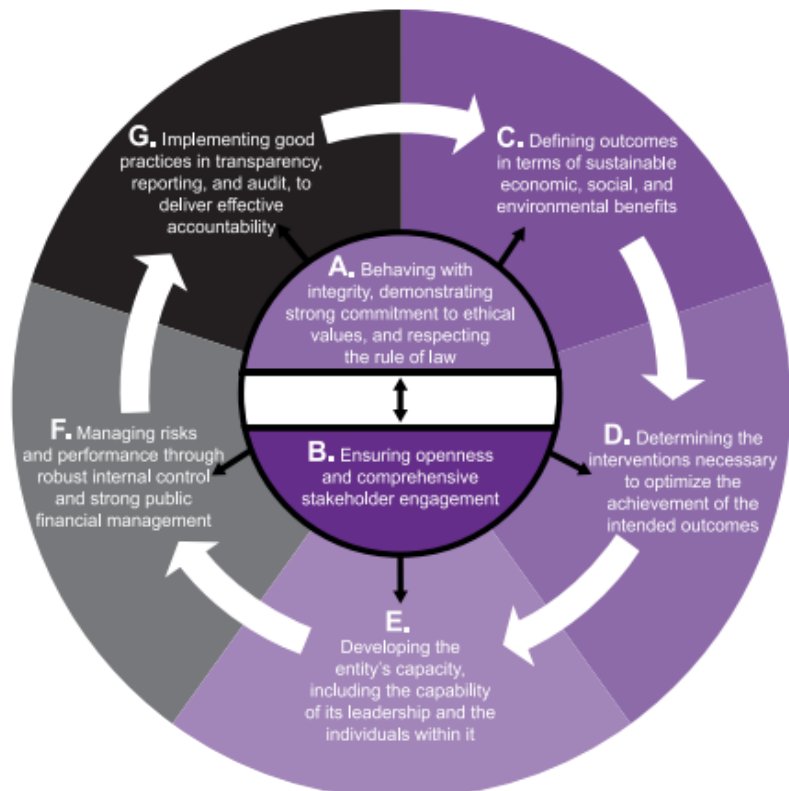 G. Implementing good
practices in transparency,
reporting, and audit, to
deliver effective
accountability
C. Defining outcomes
in terms of sustainable
economic, social, and
environmental benefits
A. Behaving with
integrity, demonstrating
strong commitment to ethical
values, and respecting
the rule of law
F. Managing risks
and performance through
robust internal control
and strong public
financial management
B. Ensuring openness
and comprehensive
stakeholder engagement
D. Determining the
interventions necessary
to optimize the
achievement of the
intended outcomes
E.
Developing the
entity's capacity,
including the capability
of its leadership and the
individuals within it